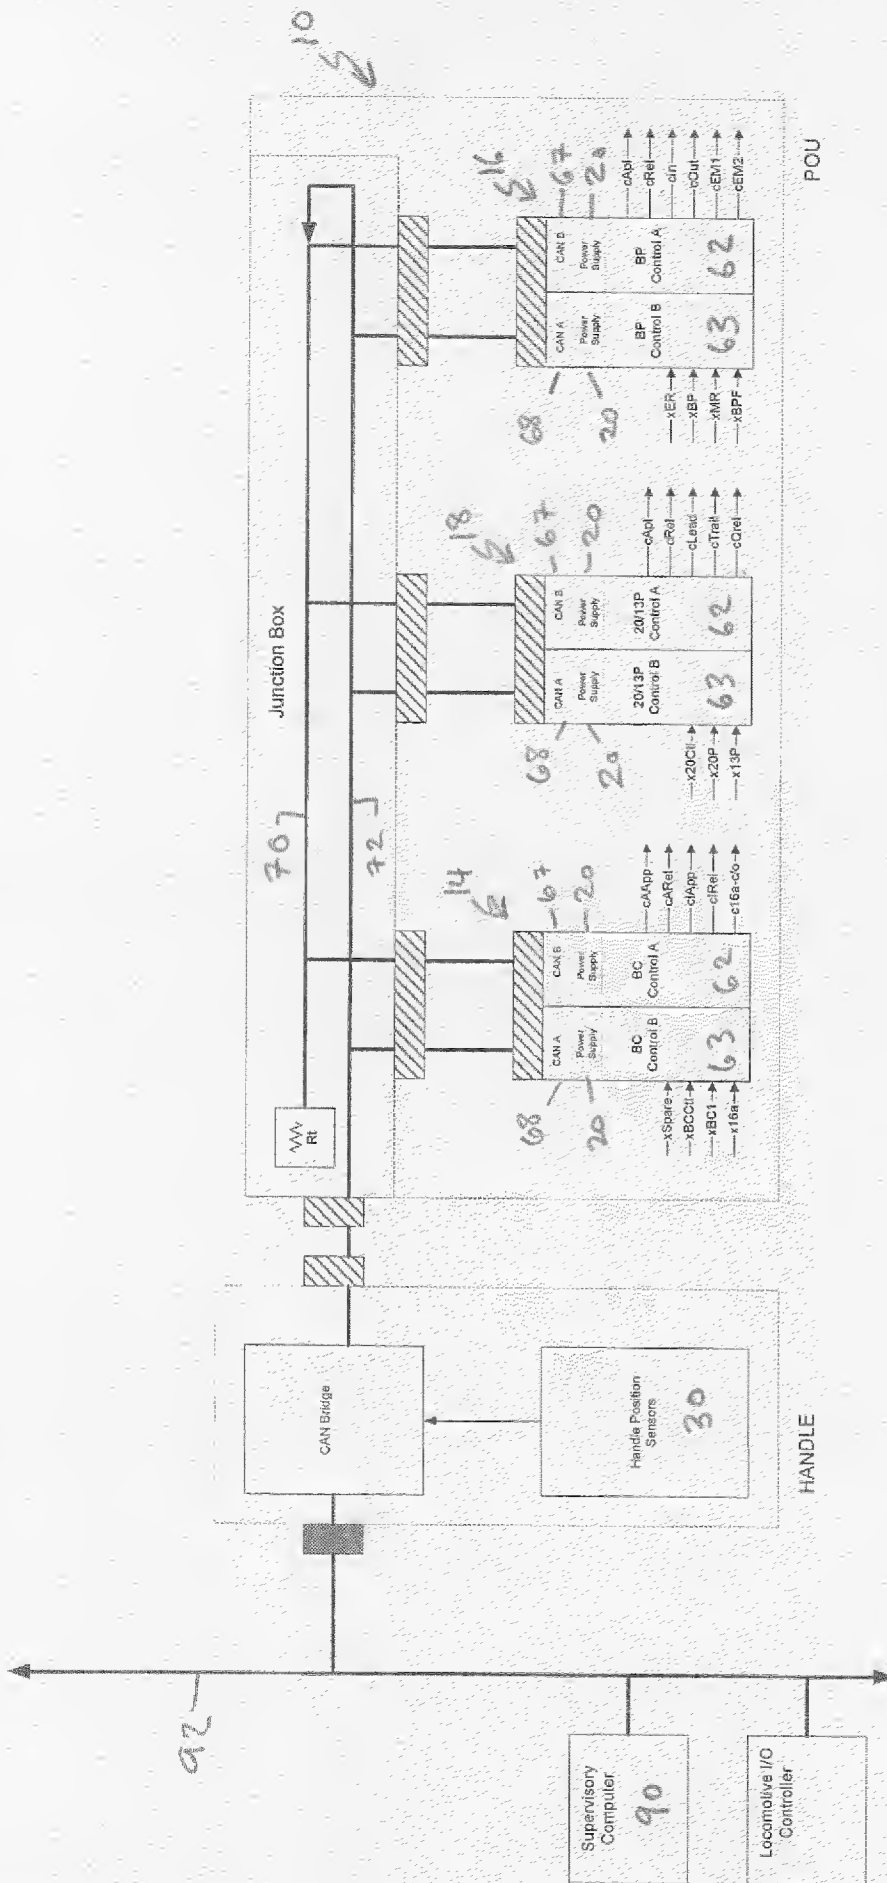 10
Junction Box
Rt
70
72
14
67
20
CAN A
CAN B
Power Supply
Power Supply
BC Control B
BC Control A
68
20
63
62
xSpare
xBCCtl
xBC1
x16a
cAApp
cARel
cIApp
cIRel
c16a-c/o
18
67
20
CAN A
CAN B
Power Supply
Power Supply
20/13P Control B
20/13P Control A
68
20
63
62
x20Ctl
x20P
x13P
cApl
cRel
cLead
cTrail
cQrel
16
67
20
CAN A
CAN B
Power Supply
Power Supply
BP Control B
BP Control A
68
20
63
62
xER
xBP
xMR
xBPF
cApl
cRel
cIn
cOut
cEM1
cEM2
POU
CAN Bridge
Handle Position Sensors
30
HANDLE
92
Supervisory Computer
90
Locomotive I/O Controller